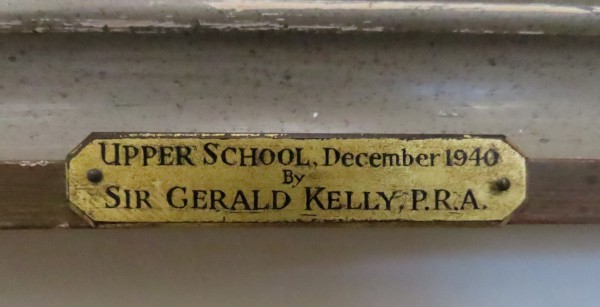 UPPER SCHOOL, December 1940
By
SIR GERALD KELLY, P.R.A.